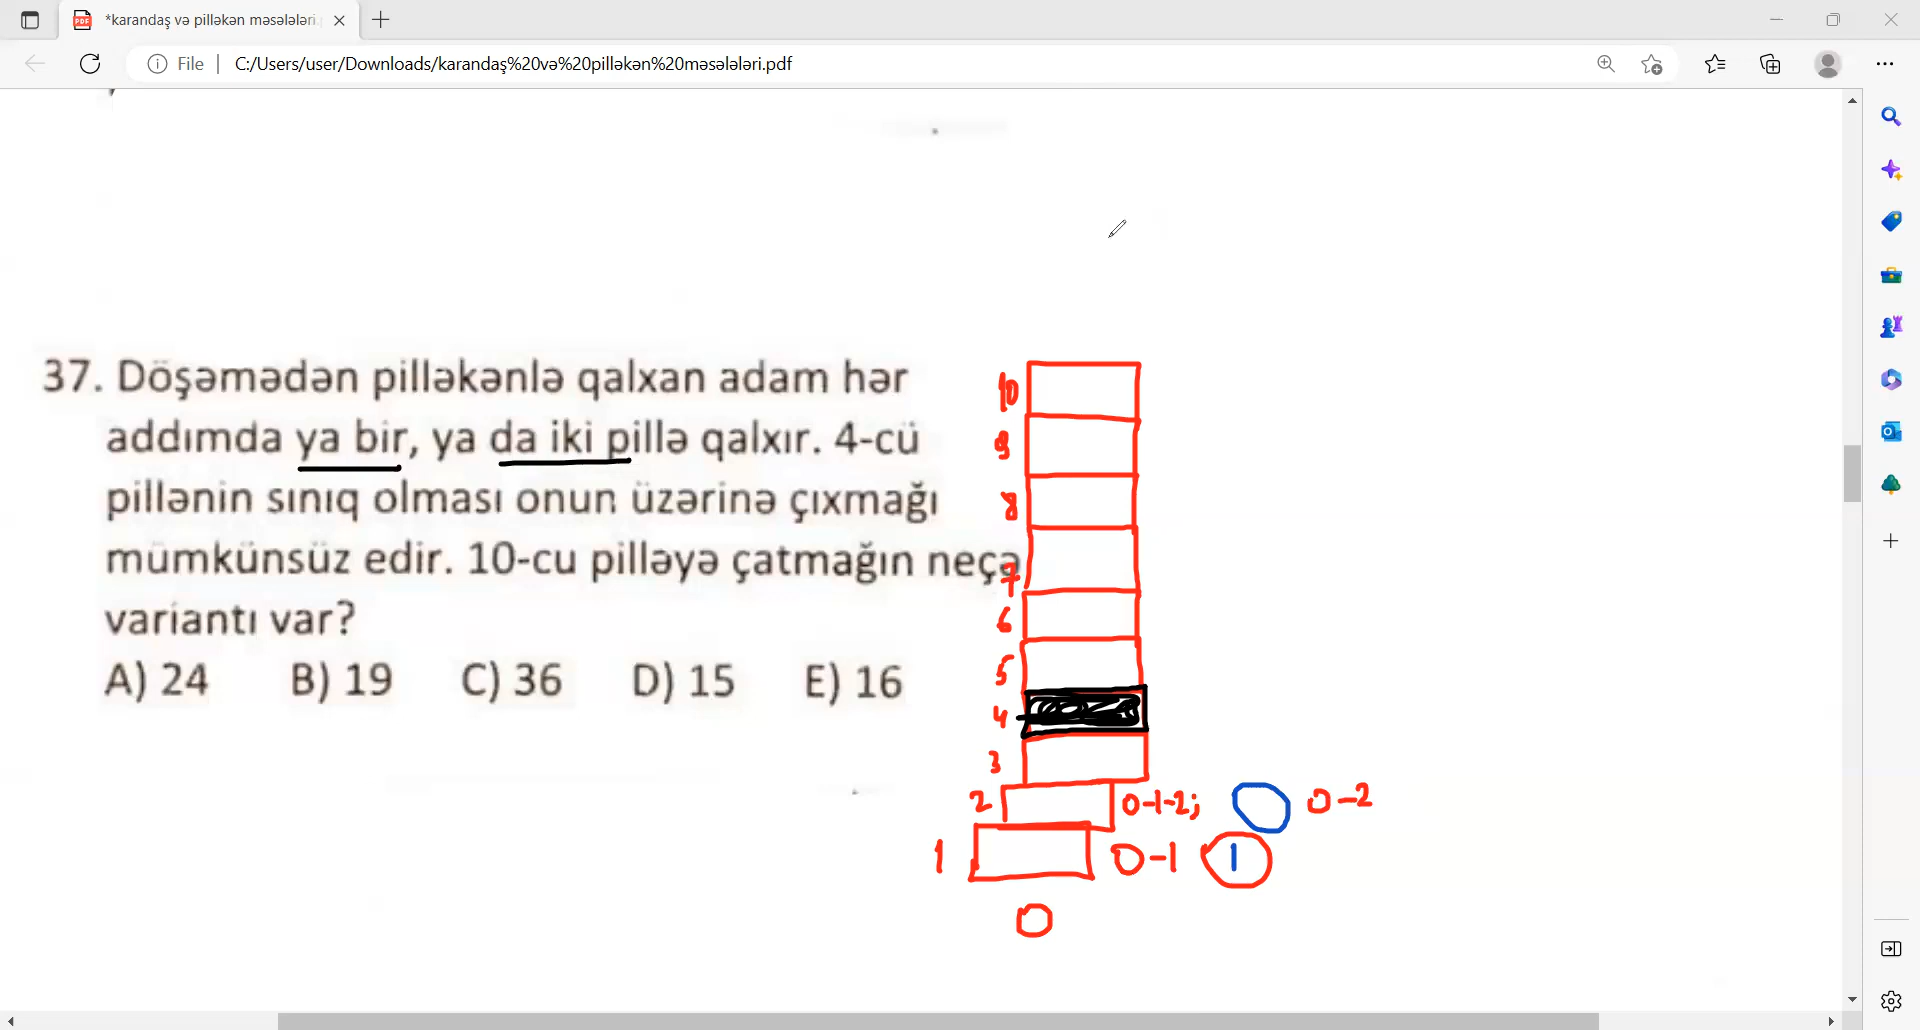 *karandaş və pilləkən məsələləri.
File
C:/Users/user/Downloads/karandaş%20və%20pilləkən%20məsələləri.pdf
37. Döşəmədən pilləkənlə qalxan adam hər
addımda ya bir, ya da iki pillə qalxır. 4-cü
pillənin sınıq olması onun üzərinə çıxmağı
mümkünsüz edir. 10-cu pilləyə çatmağın neçə
variantı var?
A) 24 B) 19 C) 36 D) 15 E) 16
10
9
8
7
6
5
4
3
2 0-1-2; 0-2
1 0-1 1
0